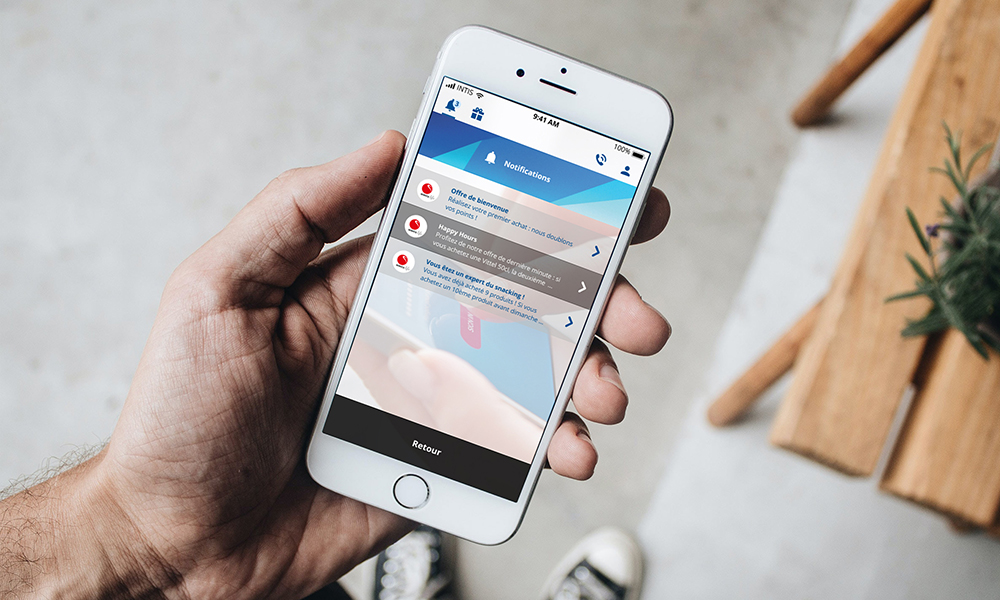 INTIS
9:41 AM
100%
3
Notifications
Offre de bienvenue
Réalisez votre premier achat : nous doublons
vos points !
Happy Hours
Profitez de notre offre de dernière minute : si
vous achetez une Vittel 50cl, la deuxième ...
Vous étez un expert du snacking !
Vous avez déjà acheté 9 produits ! Si vous
achetez un 10ème produit avant dimanche ...
Retour